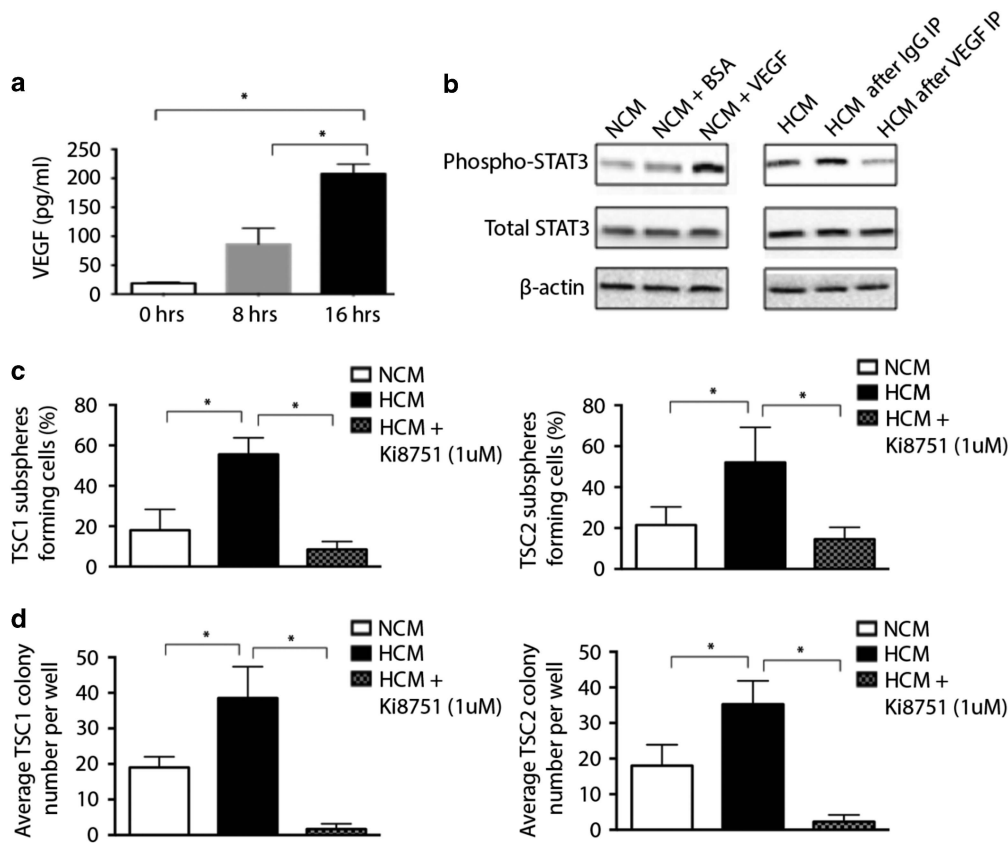 a
*
*
VEGF (pg/ml)
250
200
150
100
50
0
0 hrs
8 hrs
16 hrs
b
NCM
NCM + BSA
NCM + VEGF
HCM
HCM after IgG IP
HCM after VEGF IP
Phospho-STAT3
Total STAT3
β-actin
c
NCM
HCM
HCM +
Ki8751 (1uM)
*
*
TSC1 subspheres
forming cells (%)
80
60
40
20
0
NCM
HCM
HCM +
Ki8751 (1uM)
*
*
TSC2 subspheres
forming cells (%)
80
60
40
20
0
d
NCM
HCM
HCM +
Ki8751 (1uM)
*
*
Average TSC1 colony
number per well
50
40
30
20
10
0
NCM
HCM
HCM +
Ki8751 (1uM)
*
*
Average TSC2 colony
number per well
50
40
30
20
10
0